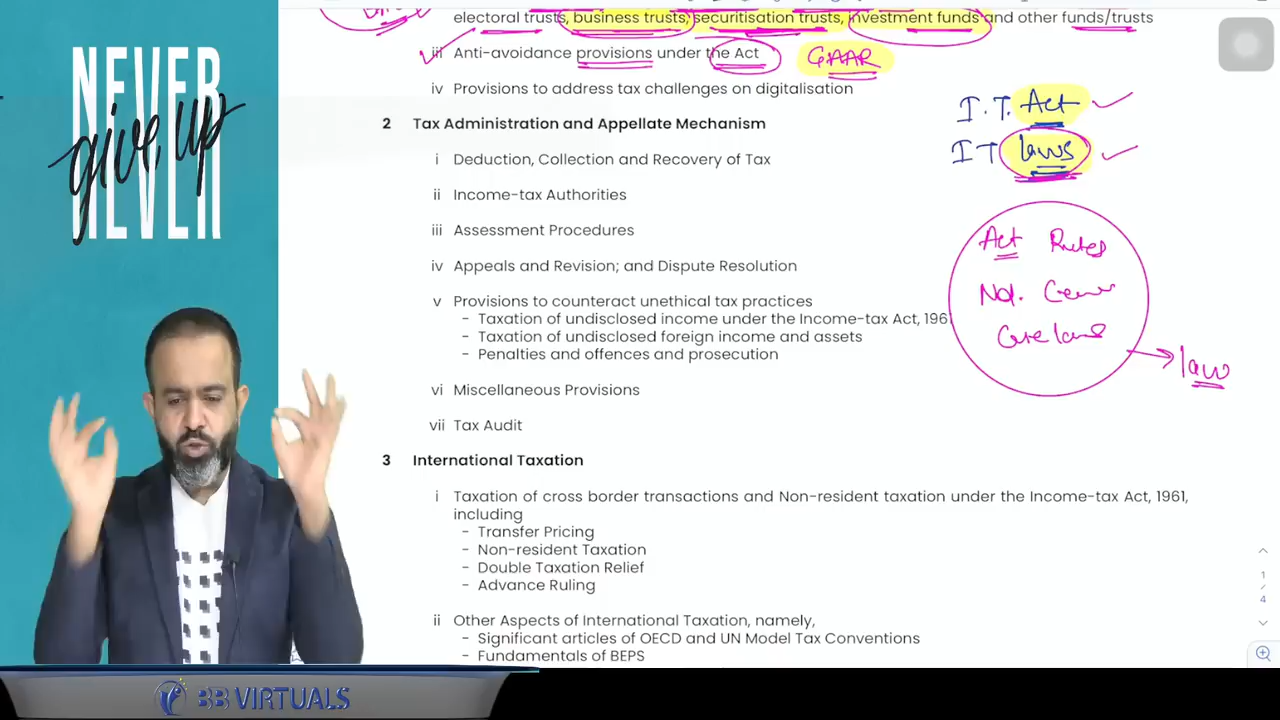 NEVER
give up
NEVER
electoral trusts, business trusts, securitisation trusts, investment funds and other funds/trusts
iii Anti-avoidance provisions under the Act GAAR
iv Provisions to address tax challenges on digitalisation
I.T. Act
2 Tax Administration and Appellate Mechanism
IT laws
i Deduction, Collection and Recovery of Tax
ii Income-tax Authorities
iii Assessment Procedures
Act Rules
iv Appeals and Revision; and Dispute Resolution
Not.
v Provisions to counteract unethical tax practices
- Taxation of undisclosed income under the Income-tax Act, 196
- Taxation of undisclosed foreign income and assets
Case laws
- Penalties and offences and prosecution
law
vi Miscellaneous Provisions
vii Tax Audit
3 International Taxation
i Taxation of cross border transactions and Non-resident taxation under the Income-tax Act, 1961,
including
- Transfer Pricing
- Non-resident Taxation
- Double Taxation Relief
- Advance Ruling
1
/
4
ii Other Aspects of International Taxation, namely,
- Significant articles of OECD and UN Model Tax Conventions
- Fundamentals of BEPS
BB VIRTUALS